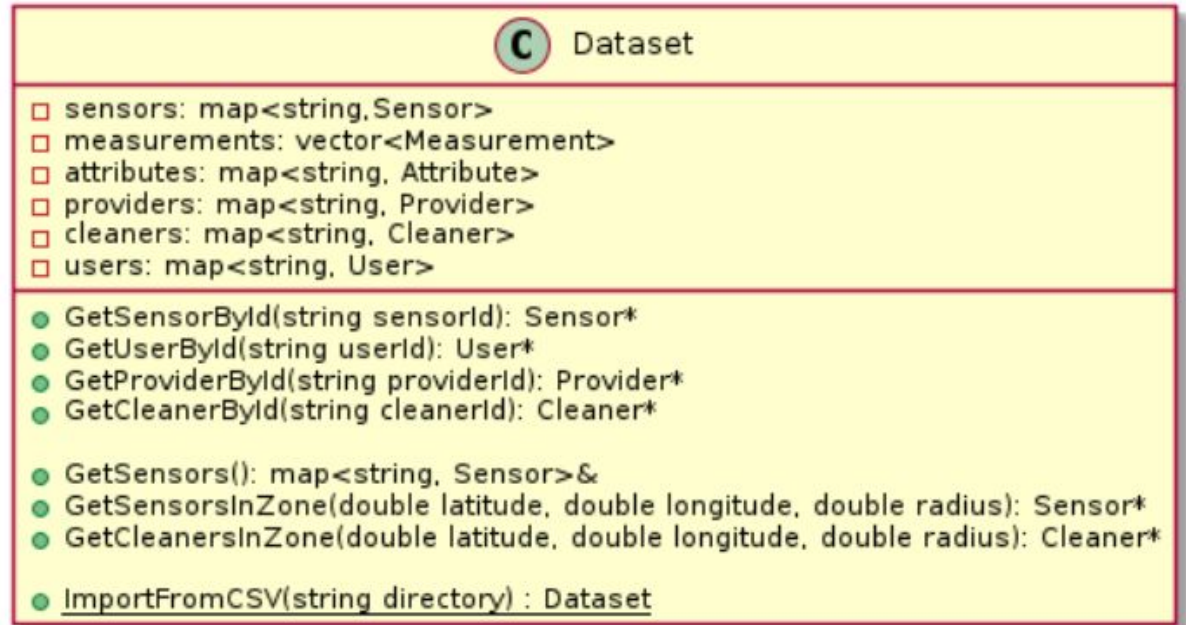 C Dataset
sensors: map<string,Sensor>
measurements: vector<Measurement>
attributes: map<string, Attribute>
providers: map<string, Provider>
cleaners: map<string, Cleaner>
users: map<string, User>
GetSensorById(string sensorId): Sensor*
GetUserById(string userId): User*
GetProviderById(string providerId): Provider*
GetCleanerById(string cleanerId): Cleaner*
GetSensors(): map<string, Sensor>&
GetSensorsInZone(double latitude, double longitude, double radius): Sensor*
GetCleanersInZone(double latitude, double longitude, double radius): Cleaner*
ImportFromCSV(string directory) : Dataset